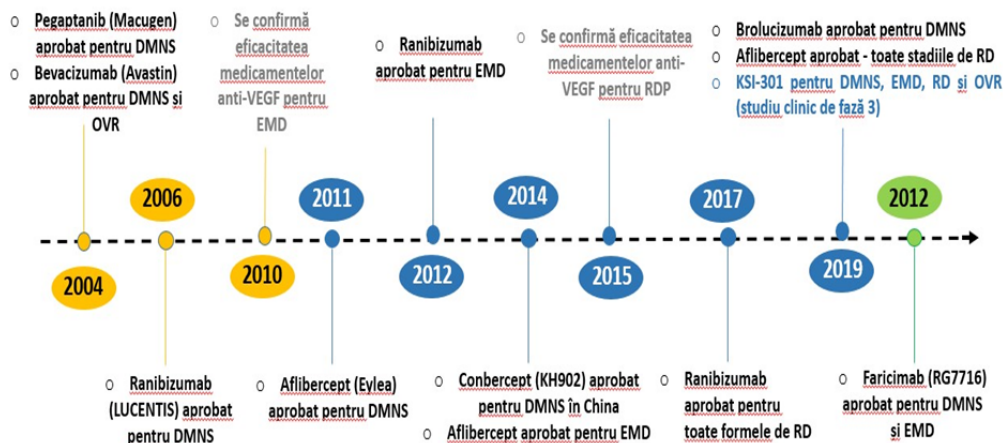 ○ Pegaptanib (Macugen)
aprobat pentru DMNS
○ Bevacizumab (Avastin)
aprobat pentru DMNS si
OVR
○ Se confirmă
eficacitatea
medicamentelor
anti-VEGF pentru
EMD
○ Ranibizumab
aprobat pentru EMD
○ Se confirmă eficacitatea
medicamentelor anti-
VEGF pentru RDP
○ Brolucizumab aprobat pentru DMNS
○ Aflibercept aprobat - toate stadiile de RD
○ KSI-301 pentru DMNS, EMD, RD si OVR
(studiu clinic de fază 3)
2006
2011
2014
2017
2012
2004
2010
2012
2015
2019
○ Ranibizumab
(LUCENTIS) aprobat
pentru DMNS
○ Aflibercept (Eylea)
aprobat pentru DMNS
○ Conbercept (KH902) aprobat
pentru DMNS în China
○ Aflibercept aprobat pentru EMD
○ Ranibizumab
aprobat pentru
toate formele de RD
○ Faricimab (RG7716)
aprobat pentru DMNS
și EMD